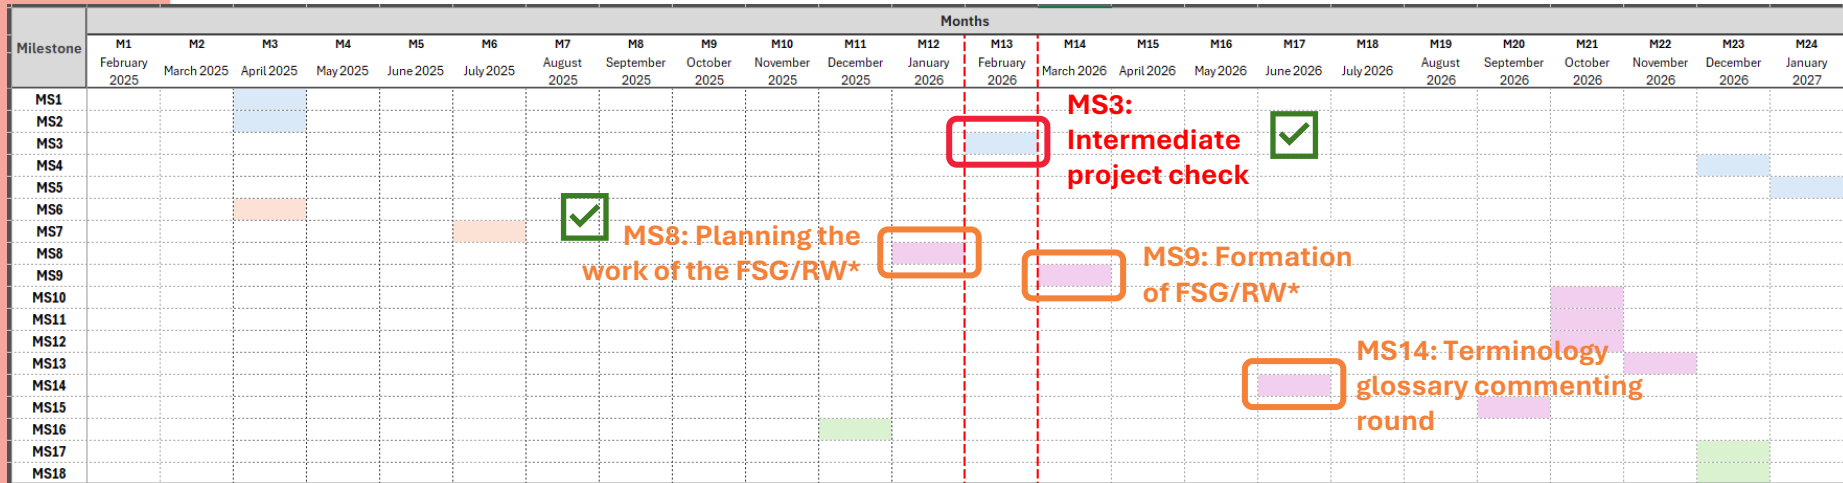 Months
Milestone
M1 M2 M3 M4 M5 M6 M7 M8 M9 M10 M11 M12 M13 M14 M15 M16 M17 M18 M19 M20 M21 M22 M23 M24
February 2025 March 2025 April 2025 May 2025 June 2025 July 2025 August 2025 September 2025 October 2025 November 2025 December 2025 January 2026 February 2026 March 2026 April 2026 May 2026 June 2026 July 2026 August 2026 September 2026 October 2026 November 2026 December 2026 January 2027
MS1
MS2
MS3
MS3:
Intermediate
project check
MS4
MS5
MS6
MS7
MS8: Planning the
work of the FSG/RW*
MS8
MS9: Formation
of FSG/RW*
MS9
MS10
MS11
MS12
MS13
MS14: Terminology
glossary commenting
round
MS14
MS15
MS16
MS17
MS18